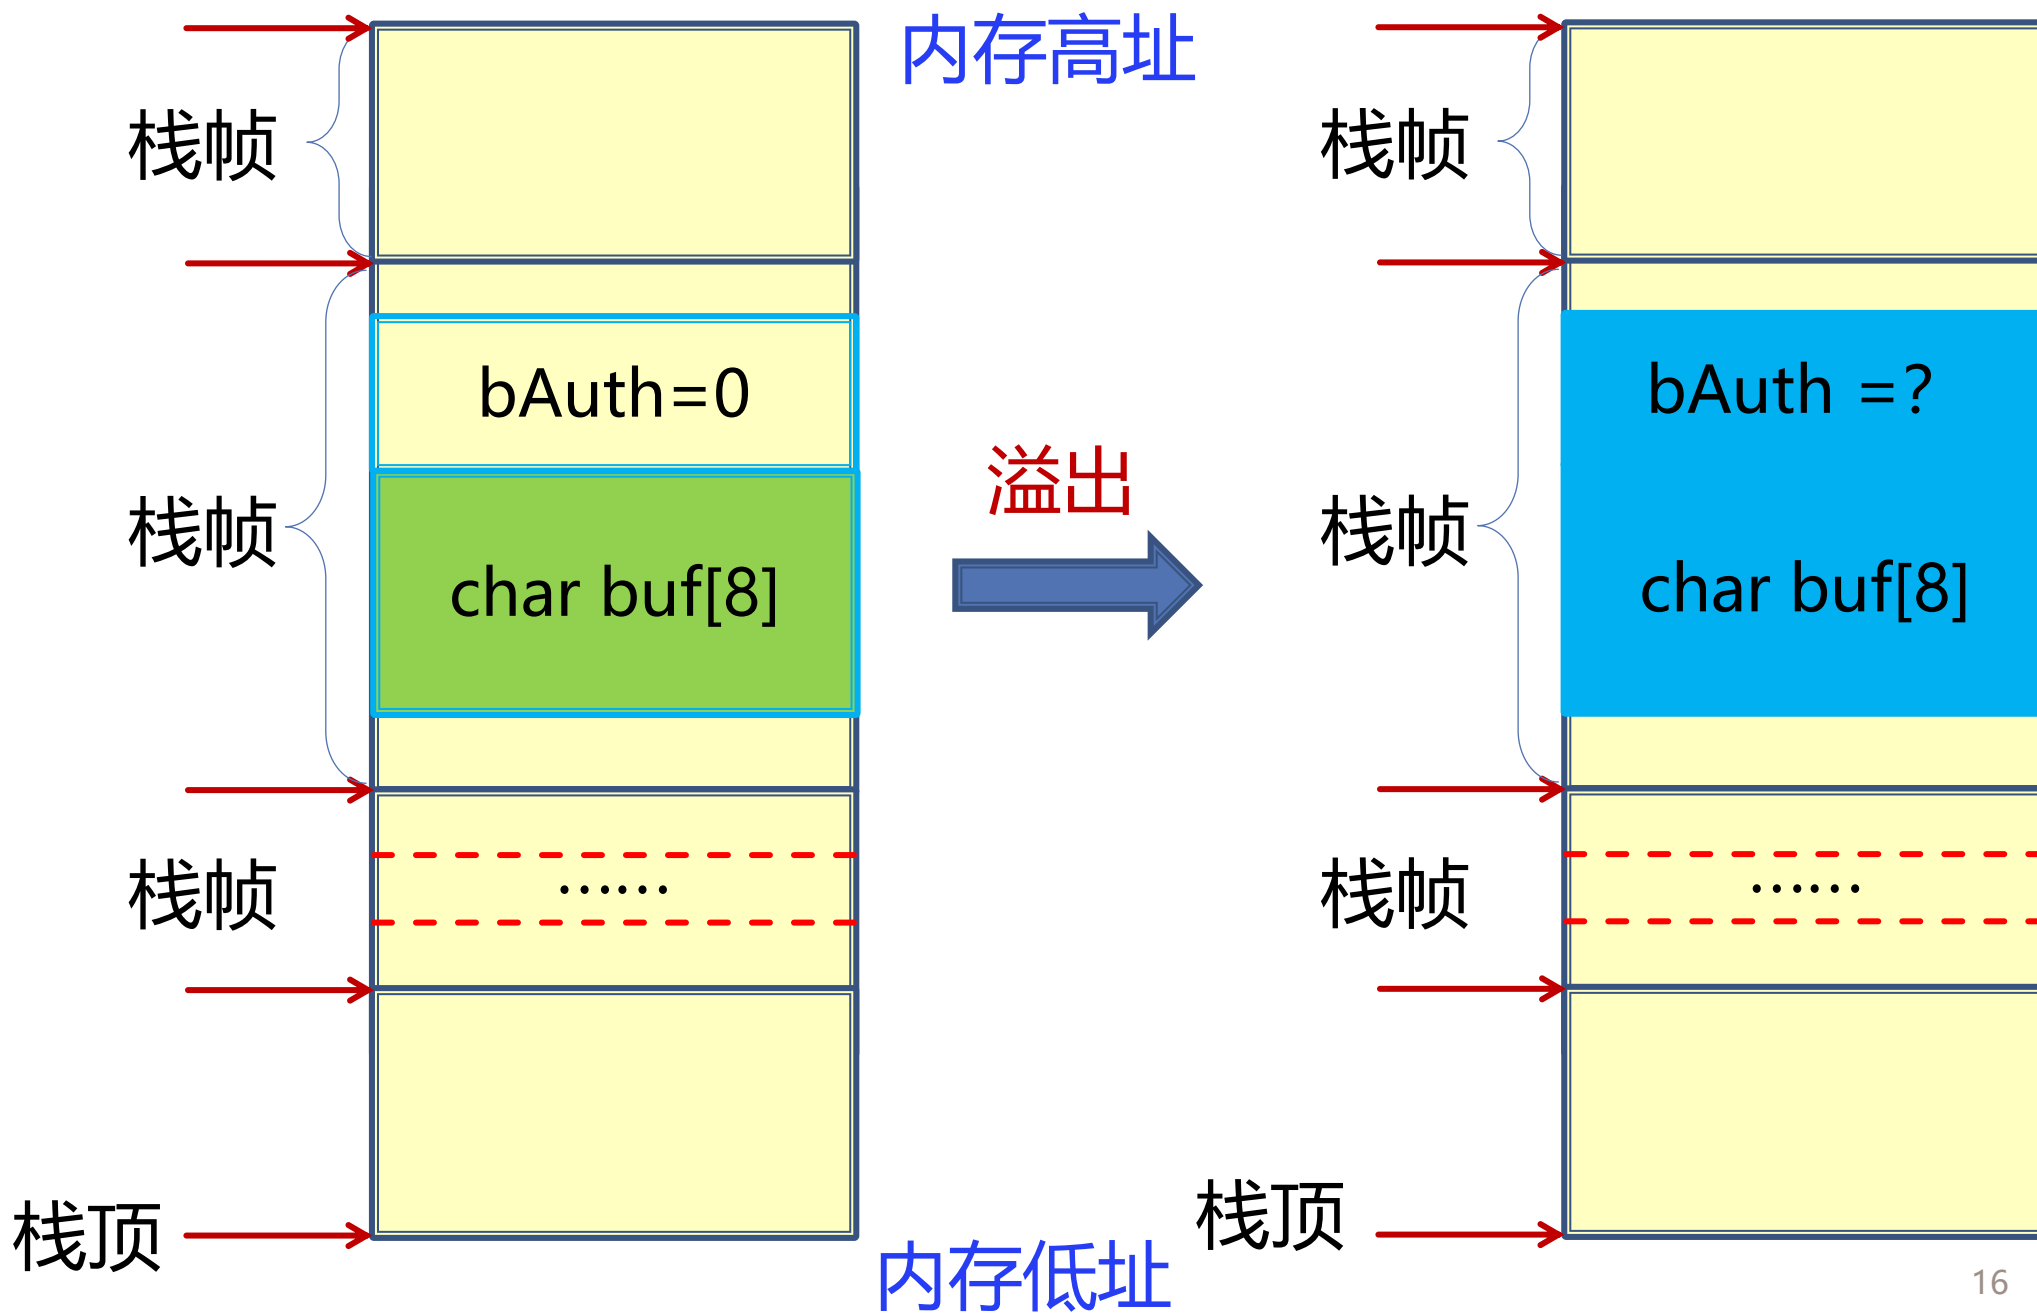 内存高址
栈帧
栈帧
bAuth=0
bAuth =?
溢出
栈帧
栈帧
char buf[8]
char buf[8]
栈帧
……
栈帧
……
栈顶
栈顶
内存低址
16